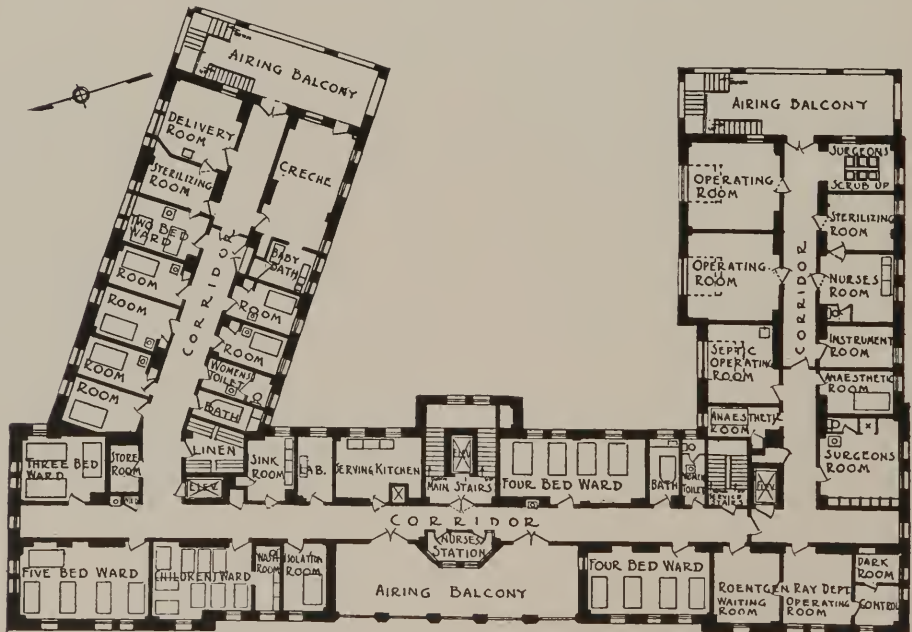 AIRING BALCONY
DELIVERY
ROOM
CRECHE
STERILIZING
ROOM
TWO BED
WARD
BABY
BATH
ROOM
ROOM
ROOM
ROOM
ROOM
ROOM
WOMENS
TOILET
BATH
CORRIDOR
LINEN
ELEV.
THREE BED
WARD
STORE
ROOM
SINK
ROOM
LAB.
SERVING KITCHEN
ELEV
MAIN STAIRS
FOUR BED WARD
BATH
WOMENS
TOILET
SERVICE
STAIRS
ELEV
AIRING BALCONY
SURGEONS
SCRUB UP
OPERATING
ROOM
STERILIZING
ROOM
OPERATING
ROOM
NURSES
ROOM
CORRIDOR
SEPTIC
OPERATING
ROOM
INSTRUMENT
ROOM
ANAESTHETIC
ROOM
ANAESTHETIC
ROOM
SURGEONS
ROOM
CORRIDOR
NURSES
STATION
FIVE BED WARD
CHILDRENS WARD
WASH
ROOM
ISOLATION
ROOM
AIRING BALCONY
FOUR BED WARD
ROENTGEN RAY DEPT.
WAITING
ROOM
OPERATING
ROOM
DARK
ROOM
CONTROL